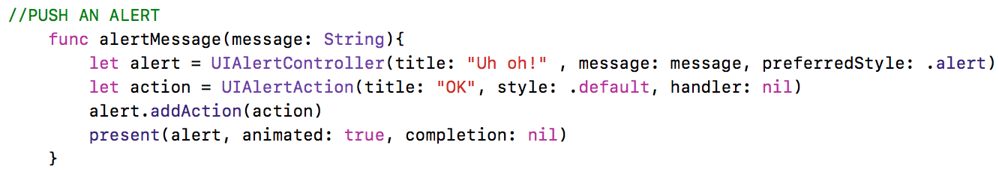 //PUSH AN ALERT
func alertMessage(message: String){
let alert = UIAlertController(title: "Uh oh!" , message: message, preferredStyle: .alert)
let action = UIAlertAction(title: "OK", style: .default, handler: nil)
alert.addAction(action)
present(alert, animated: true, completion: nil)
}